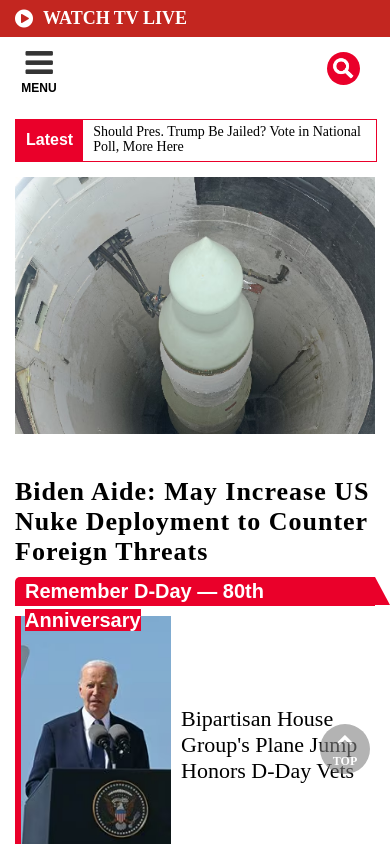 WATCH TV LIVE
MENU
Latest
Should Pres. Trump Be Jailed? Vote in National
Poll, More Here
Biden Aide: May Increase US
Nuke Deployment to Counter
Foreign Threats
Remember D-Day — 80th
Anniversary
Bipartisan House
Group's Plane Jump
Honors D-Day Vets
TOP